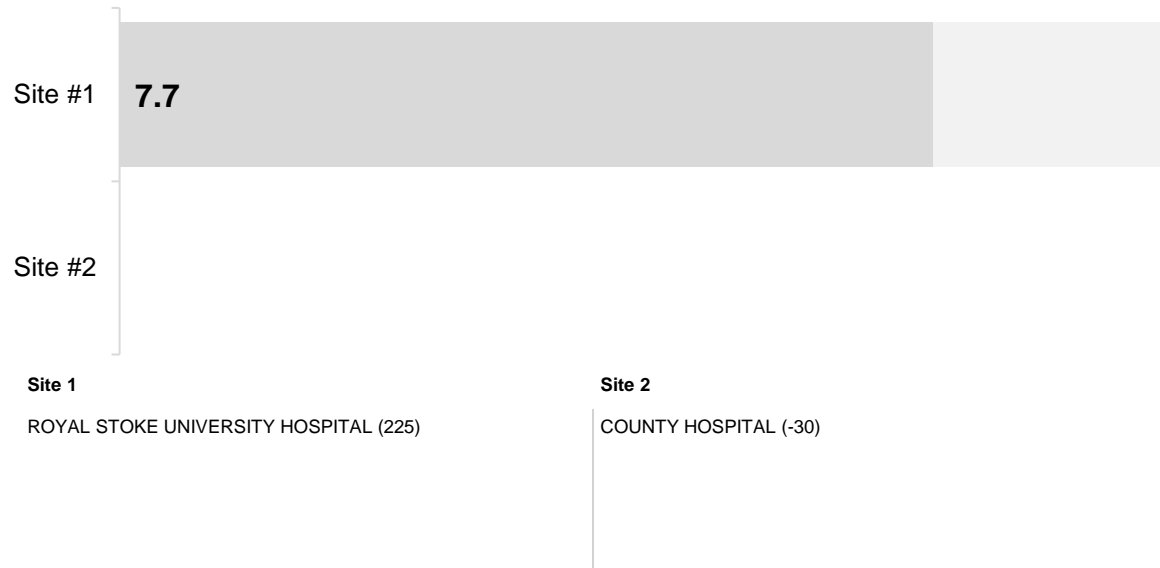 Site #1
7.7
Site #2
Site 1
Site 2
ROYAL STOKE UNIVERSITY HOSPITAL (225)
COUNTY HOSPITAL (-30)